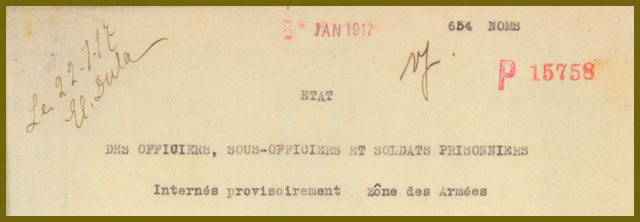 JAN 1917
654 NOMS
Le 22-1-17
P 15758
ETAT
DES OFFICIERS, SOUS-OFFICIERS ET SOLDATS PRISONNIERS
Internés provisoirement Zône des Armées